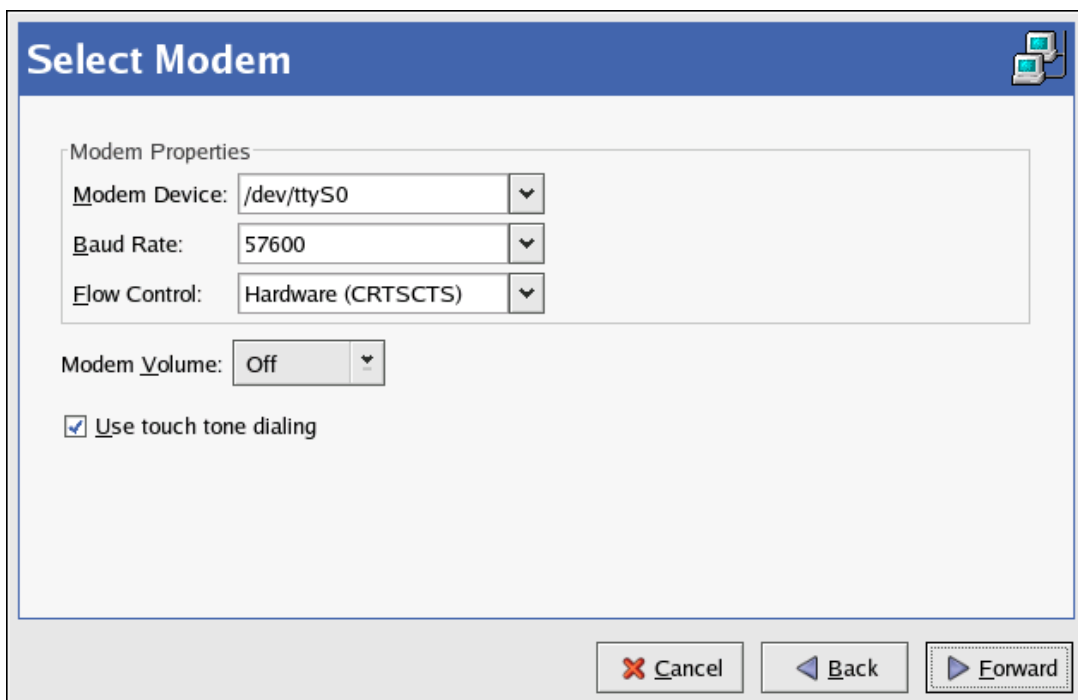 Select Modem
Modem Properties
Modem Device: /dev/ttyS0
Baud Rate: 57600
Flow Control: Hardware (CRTSCTS)
Modem Volume: Off
Use touch tone dialing
Cancel Back Forward